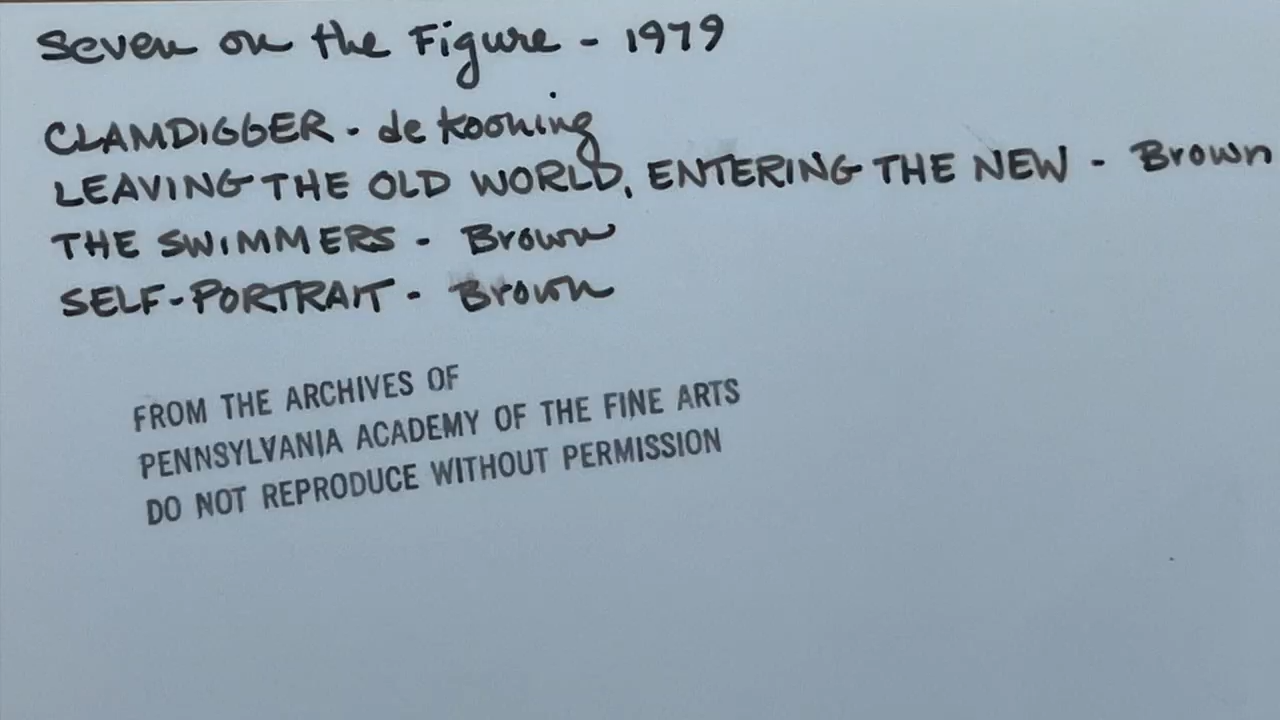 Seven on the Figure - 1979
CLAMDIGGER - de Kooning
LEAVING THE OLD WORLD, ENTERING THE NEW - Brown
THE SWIMMERS - Brown
SELF-PORTRAIT - Brown
FROM THE ARCHIVES OF
PENNSYLVANIA ACADEMY OF THE FINE ARTS
DO NOT REPRODUCE WITHOUT PERMISSION